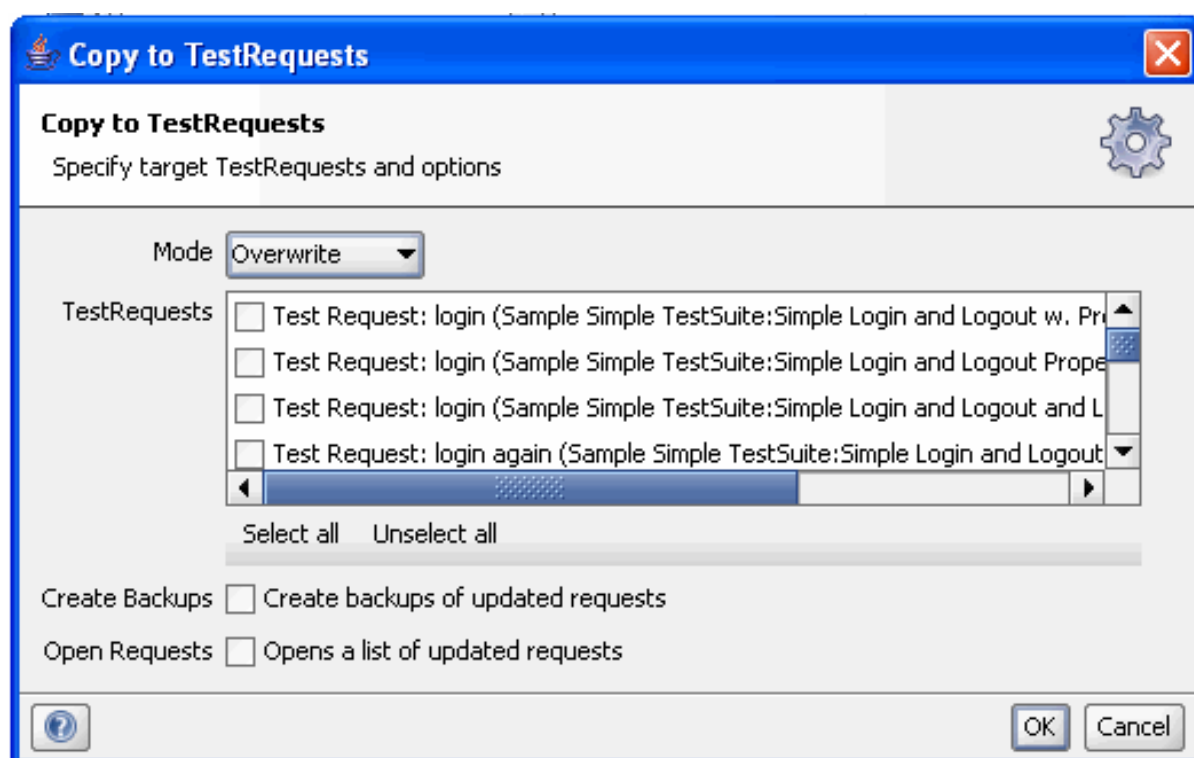 Copy to TestRequests
Copy to TestRequests
Specify target TestRequests and options
Mode Overwrite
TestRequests
Test Request: login (Sample Simple TestSuite:Simple Login and Logout w. Pr
Test Request: login (Sample Simple TestSuite:Simple Login and Logout Prope
Test Request: login (Sample Simple TestSuite:Simple Login and Logout and L
Test Request: login again (Sample Simple TestSuite:Simple Login and Logout
Select all Unselect all
Create Backups Create backups of updated requests
Open Requests Opens a list of updated requests
? OK Cancel